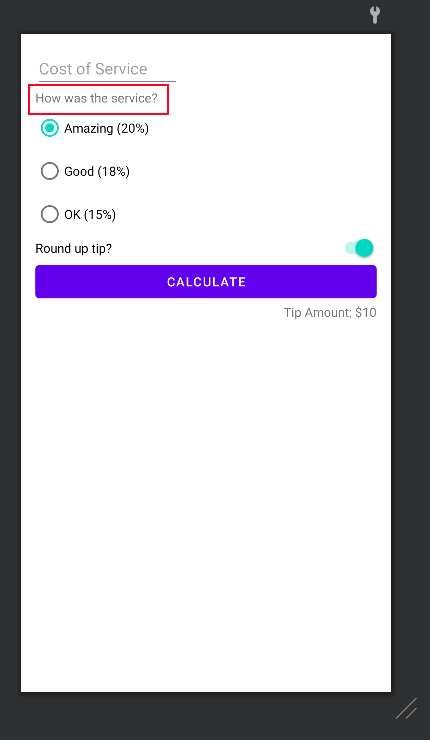 Cost of Service
How was the service?
Amazing (20%)
Good (18%)
OK (15%)
Round up tip?
CALCULATE
Tip Amount: $10